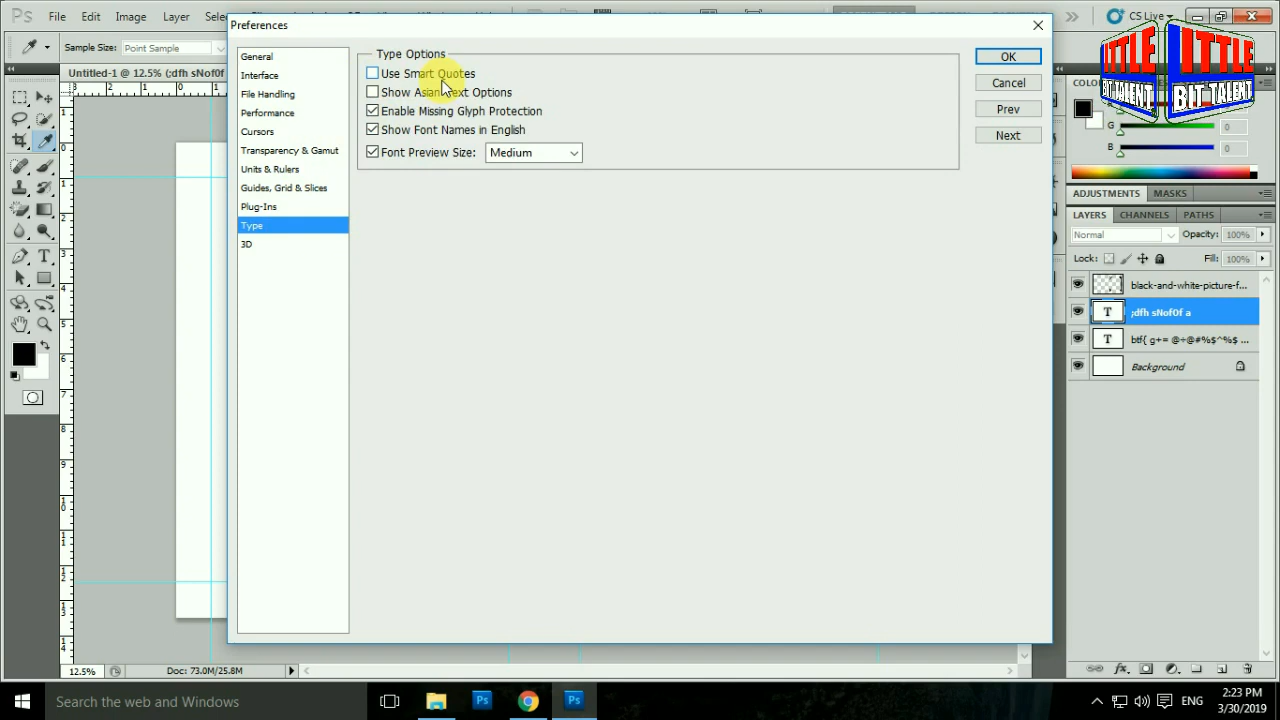 Ps File Edit Image Layer CS Live
Preferences
Sample Size: Point Sample
Untitled-1 @ 12.5% (;dfh sNof0f
General
Interface
File Handling
Performance
Cursors
Transparency & Gamut
Units & Rulers
Guides, Grid & Slices
Plug-Ins
Type
3D
Type Options
Use Smart Quotes
Show Asian Text Options
Enable Missing Glyph Protection
Show Font Names in English
Font Preview Size: Medium
OK
Cancel
Prev
Next
LITTLE LITTLE
BIT TALENT BIT TALENT
G 0
B 0
ADJUSTMENTS MASKS
LAYERS CHANNELS PATHS
Normal Opacity: 100%
Lock: Fill: 100%
black-and-white-picture-f...
T ;dfh sNof0f a
T btf{ g+= @÷@#%$^%$ ...
Background
12.5% Doc: 73.0M/25.8M
Search the web and Windows
ENG
2:23 PM
3/30/2019